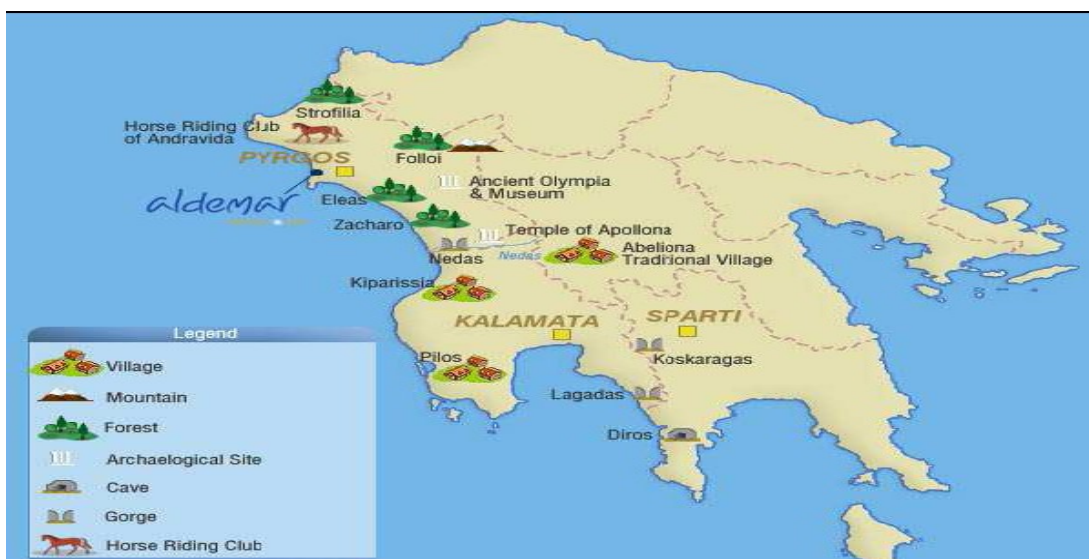 Strofilia
Horse Riding Club
of Andravida
PYRGOS
Folloi
aldemar
Ancient Olympia
& Museum
Eleas
Zacharo
Temple of Apollona
Nedas
Nedas
Abeliona
Traditional Village
Kiparissia
KALAMATA
SPARTI
Koskaragas
Pilos
Lagadas
Diros
Legend
Village
Mountain
Forest
Archaelogical Site
Cave
Gorge
Horse Riding Club